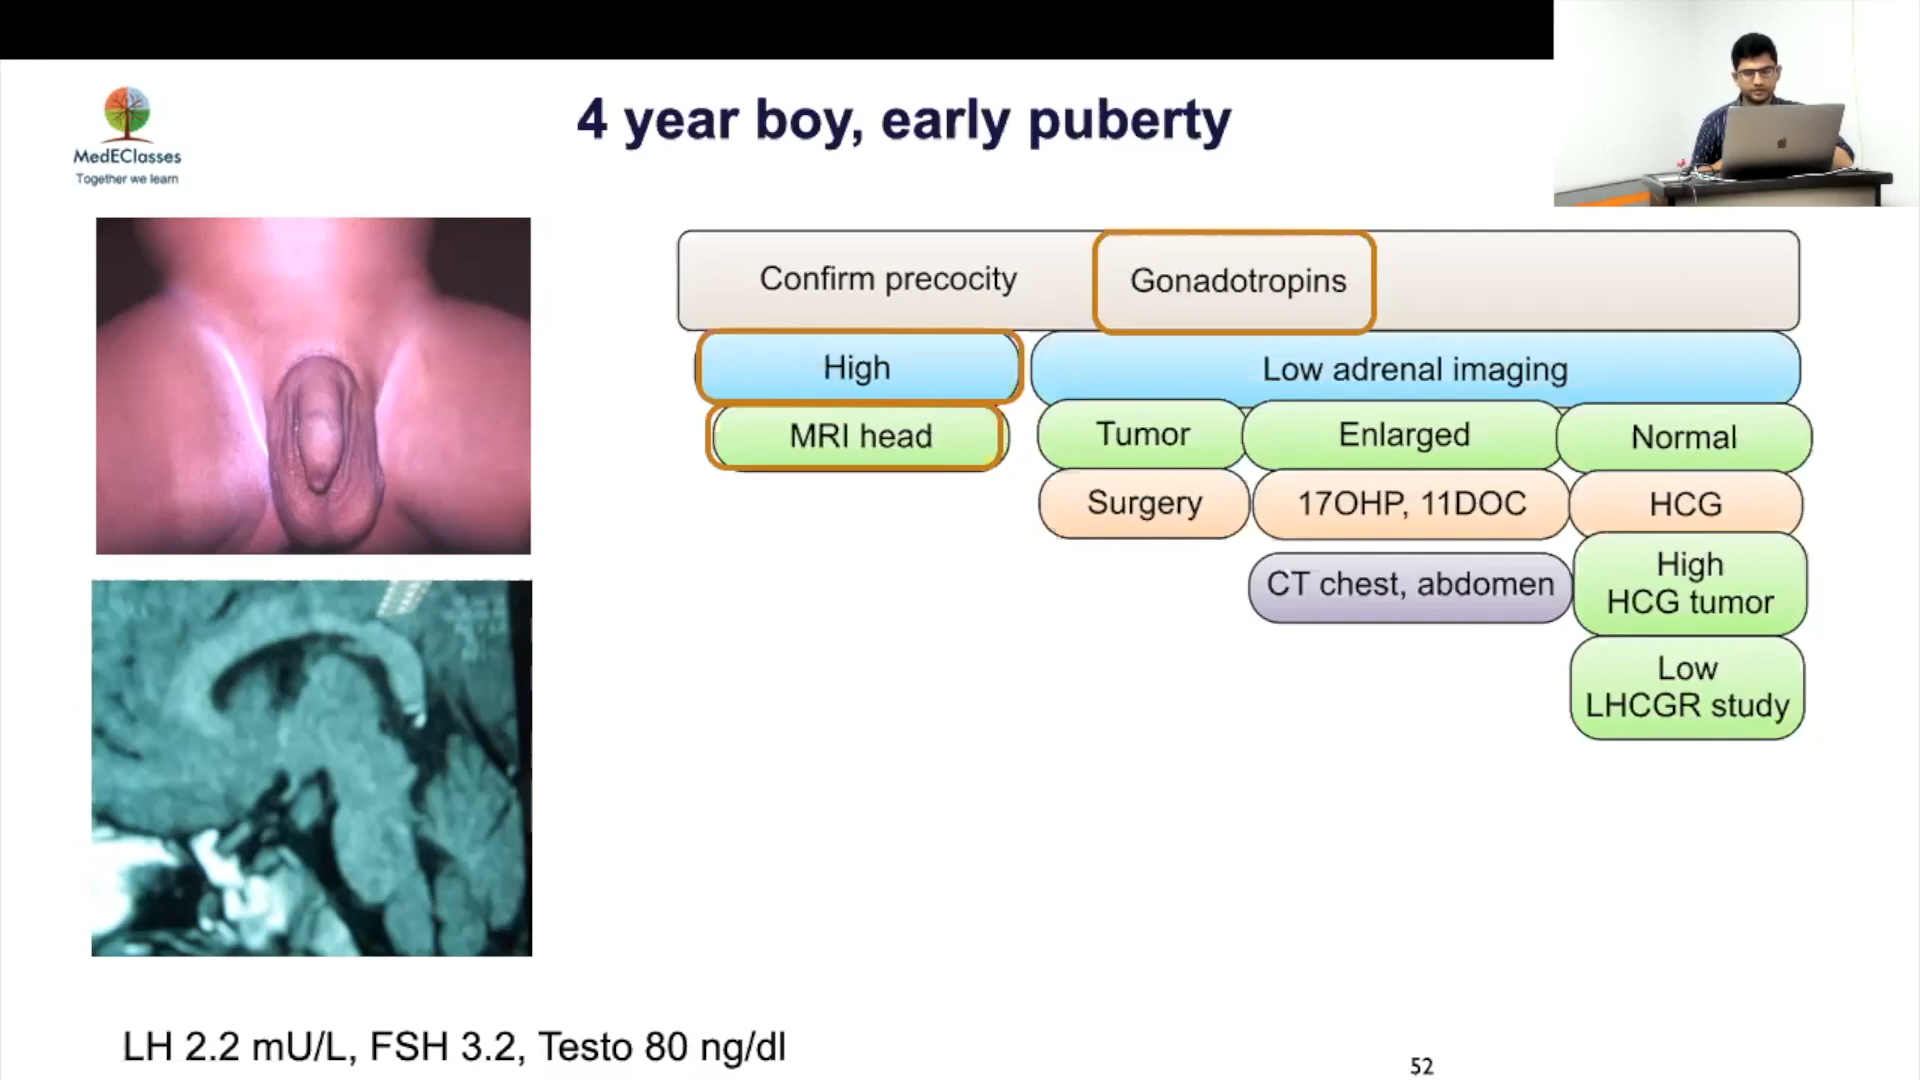 MedEClasses
Together we learn
4 year boy, early puberty
Confirm precocity
Gonadotropins
High
Low adrenal imaging
MRI head
Tumor
Enlarged
Normal
Surgery
17OHP, 11DOC
HCG
CT chest, abdomen
High
HCG tumor
Low
LHCGR study
LH 2.2 mU/L, FSH 3.2, Testo 80 ng/dl
52